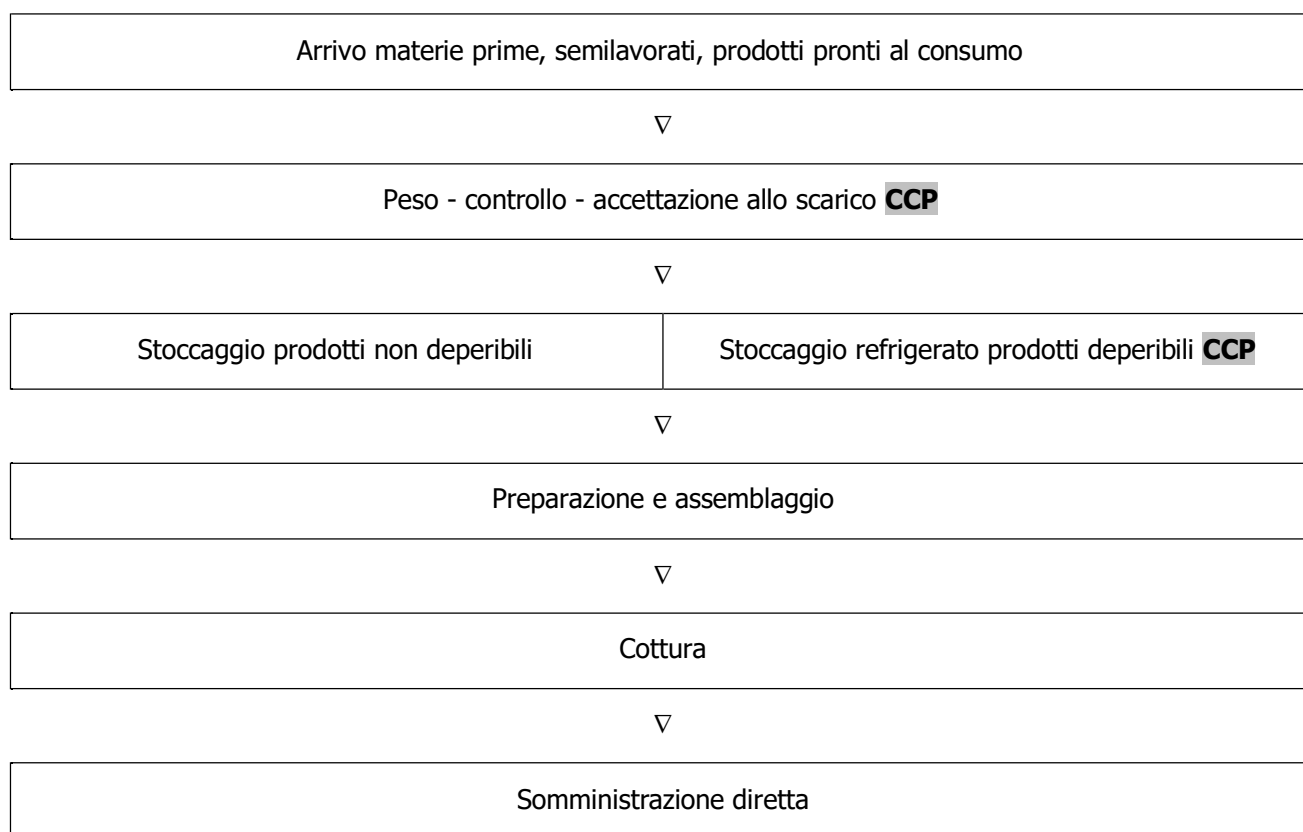 Arrivo materie prime, semilavorati, prodotti pronti al consumo
∇
Peso - controllo - accettazione allo scarico CCP
∇
Stoccaggio prodotti non deperibili
Stoccaggio refrigerato prodotti deperibili CCP
∇
Preparazione e assemblaggio
∇
Cottura
∇
Somministrazione diretta